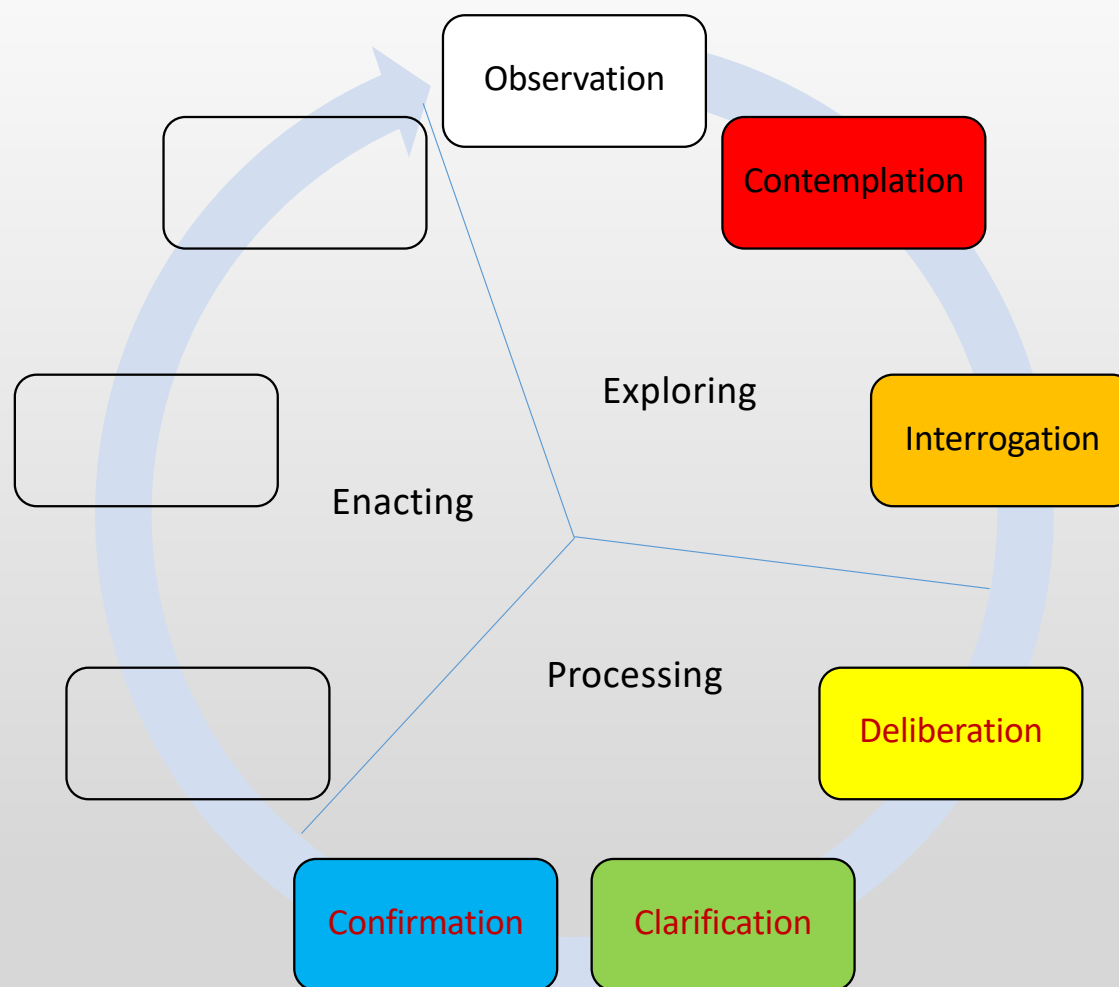 Observation
Contemplation
Interrogation
Exploring
Enacting
Processing
Deliberation
Clarification
Confirmation